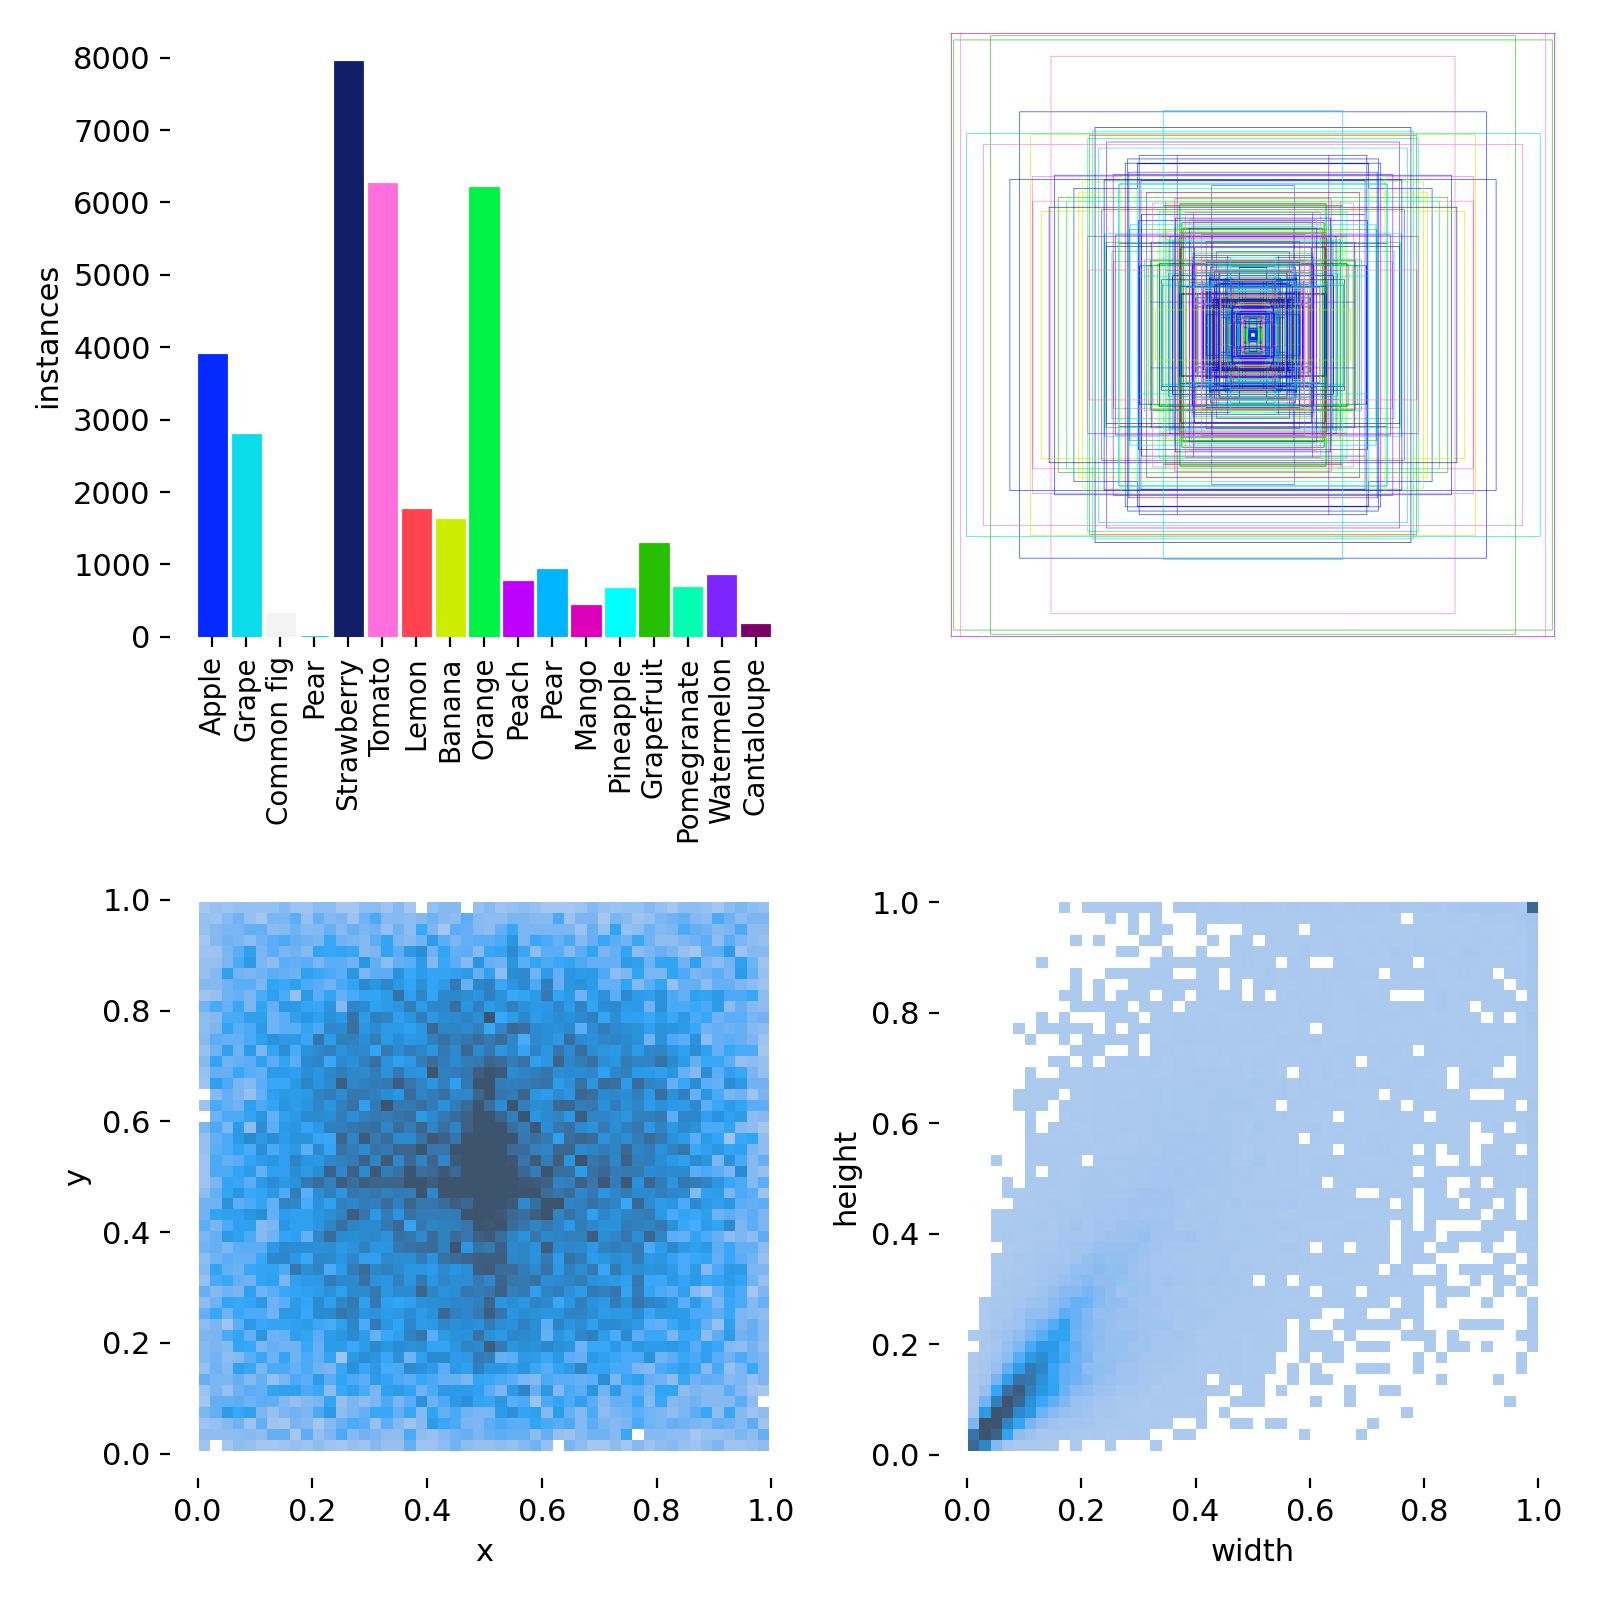 instances
8000
7000
6000
5000
4000
3000
2000
1000
0
Apple
Grape
Common fig
Pear
Strawberry
Tomato
Lemon
Banana
Orange
Peach
Pear
Mango
Pineapple
Grapefruit
Pomegranate
Watermelon
Cantaloupe
y
1.0
0.8
0.6
0.4
0.2
0.0
0.0 0.2 0.4 0.6 0.8 1.0
x
height
1.0
0.8
0.6
0.4
0.2
0.0
0.0 0.2 0.4 0.6 0.8 1.0
width